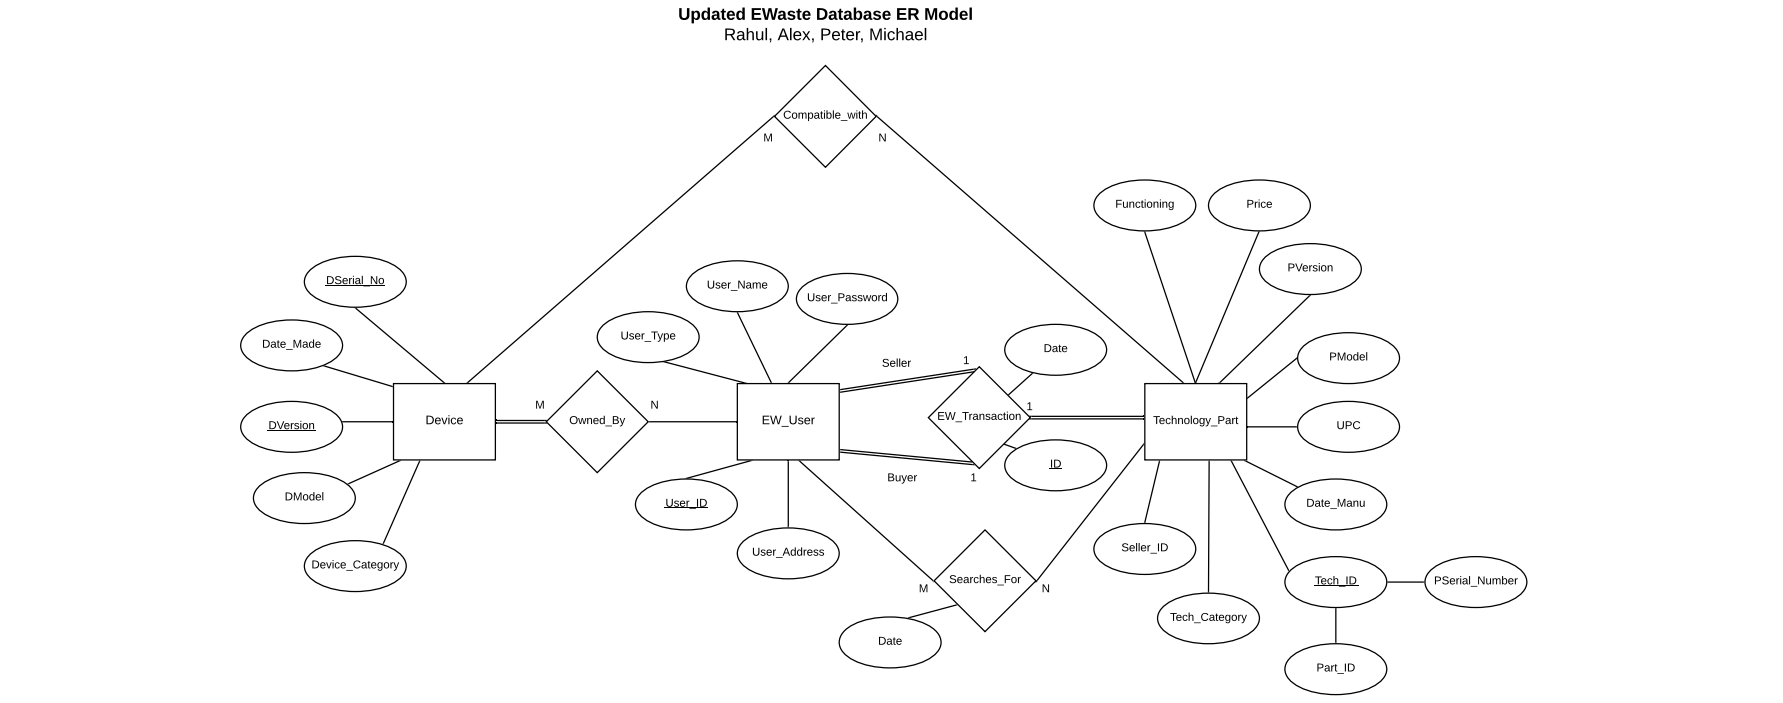 Updated EWaste Database ER Model
Rahul, Alex, Peter, Michael
Compatible_with
M
N
Functioning
Price
PVersion
DSerial_No
User_Name
User_Password
User_Type
Date_Made
Date
PModel
Seller
1
Device
M
Owned_By
N
EW_User
EW_Transaction
1
Technology_Part
DVersion
UPC
ID
Buyer
1
DModel
User_ID
Date_Manu
Device_Category
User_Address
Seller_ID
M
Searches_For
N
Tech_ID
PSerial_Number
Tech_Category
Date
Part_ID